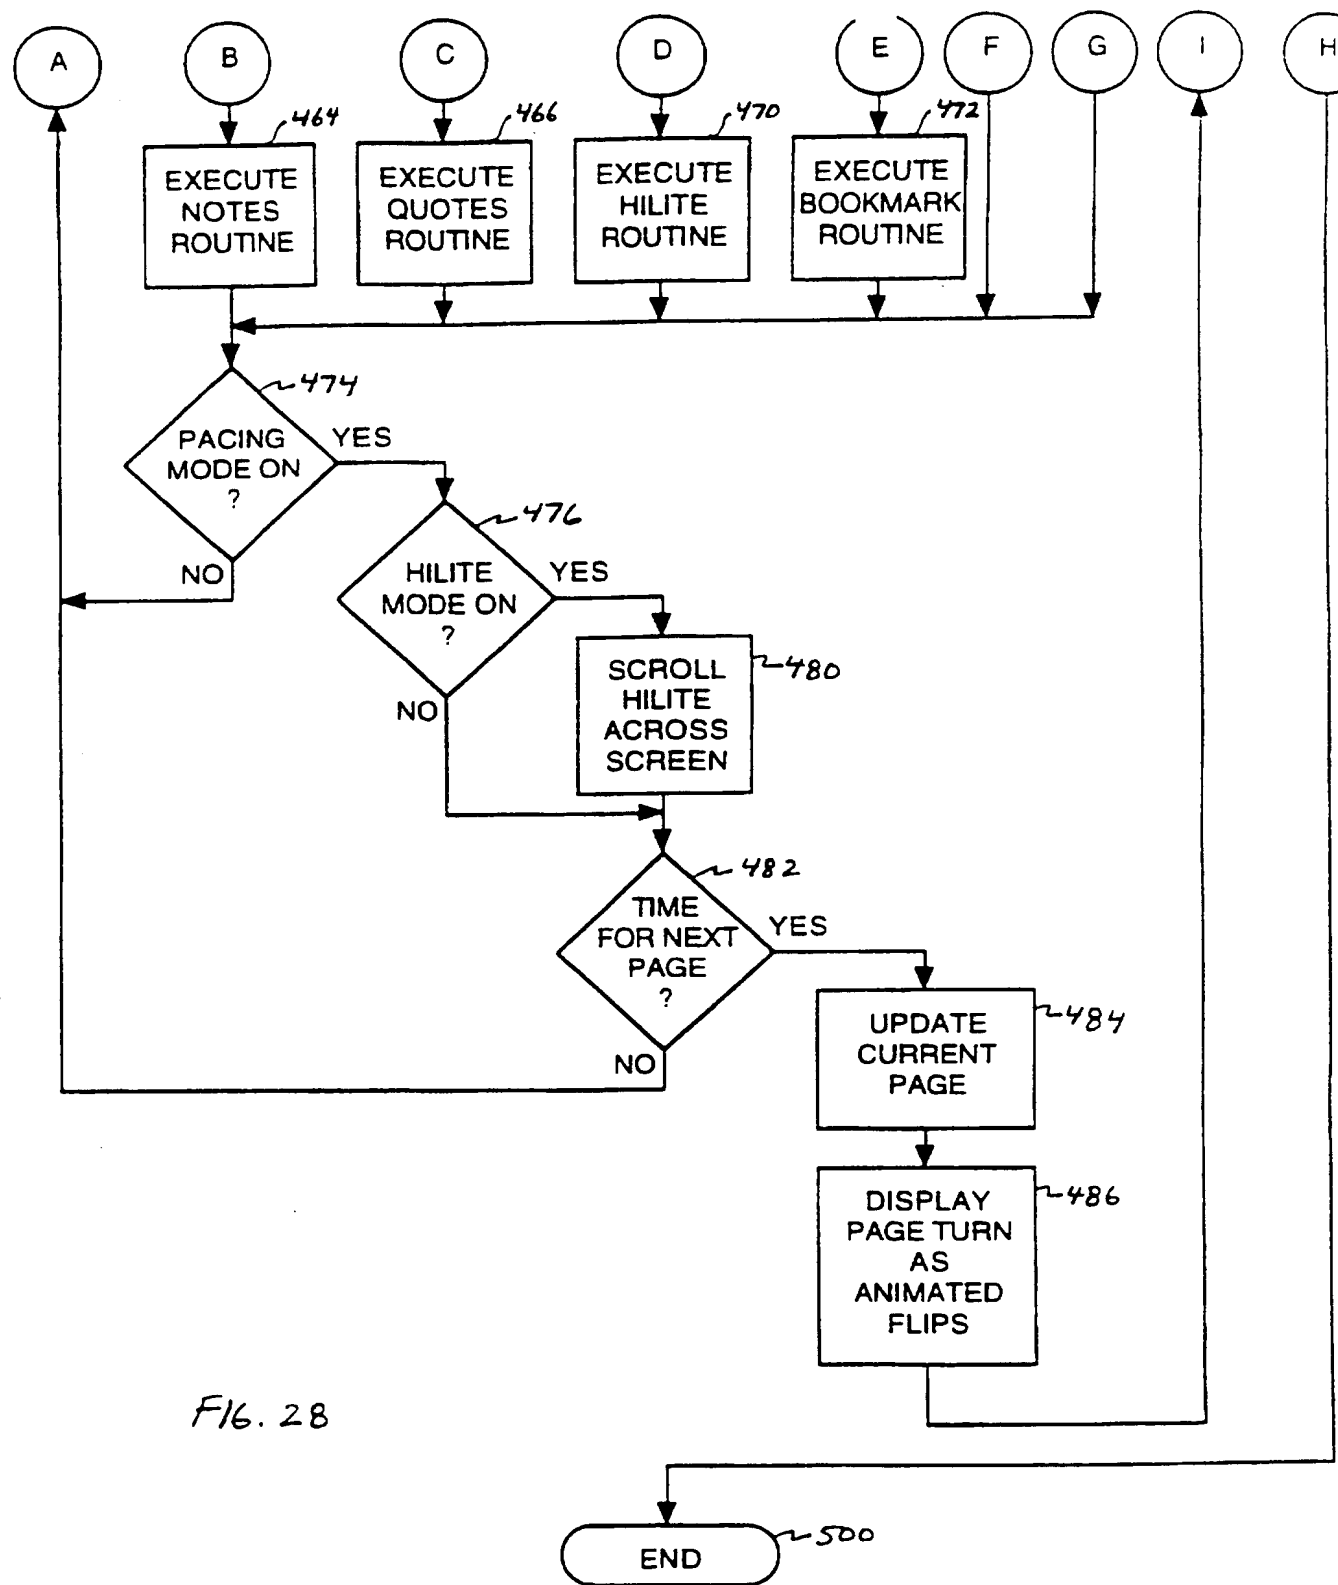 A B C D E F G I H
464 466 470 472
EXECUTE
NOTES
ROUTINE
EXECUTE
QUOTES
ROUTINE
EXECUTE
HILITE
ROUTINE
EXECUTE
BOOKMARK
ROUTINE
474
PACING
MODE ON
?
YES
NO
476
HILITE
MODE ON
?
YES
NO
480
SCROLL
HILITE
ACROSS
SCREEN
482
TIME
FOR NEXT
PAGE
?
YES
NO
484
UPDATE
CURRENT
PAGE
486
DISPLAY
PAGE TURN
AS
ANIMATED
FLIPS
FIG. 28
500
END